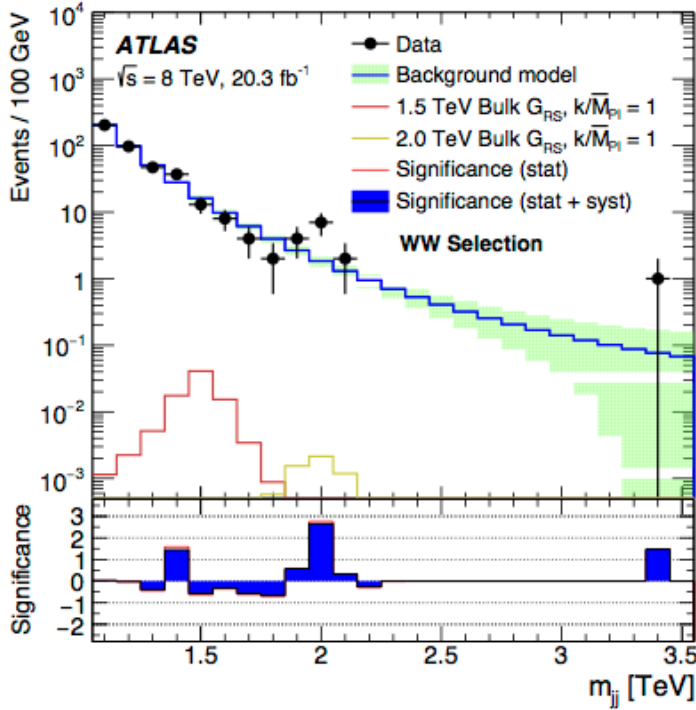 ATLAS
√s = 8 TeV, 20.3 fb⁻¹
Data
Background model
1.5 TeV Bulk G_RS, k/M̅_Pl = 1
2.0 TeV Bulk G_RS, k/M̅_Pl = 1
Significance (stat)
Significance (stat + syst)
WW Selection
Events / 100 GeV
10⁴
10³
10²
10
1
10⁻¹
10⁻²
10⁻³
Significance
3
2
1
0
-1
-2
1.5 2 2.5 3 3.5
m_jj [TeV]